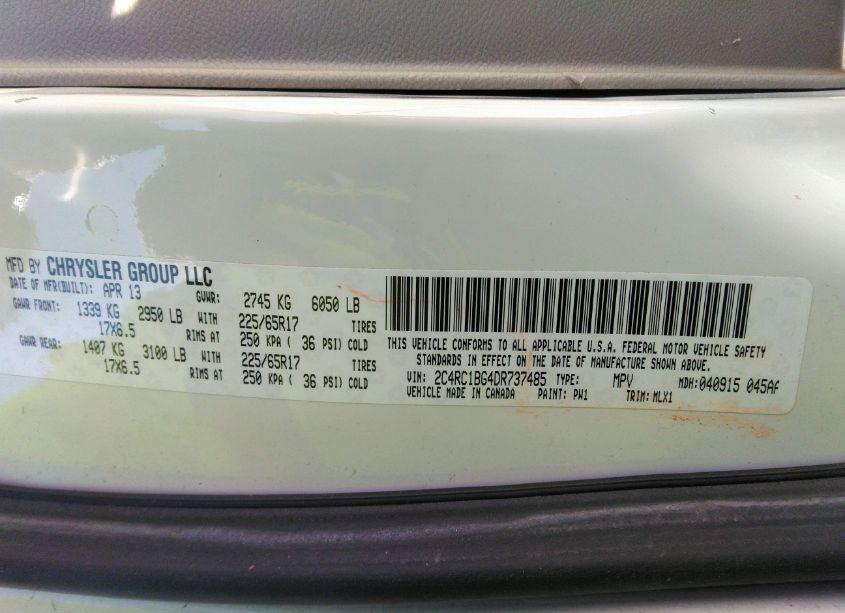 MFD BY CHRYSLER GROUP LLC
DATE OF MFR(BUILT): APR 13 GVWR: 2745 KG 6050 LB
GAWR FRONT: 1339 KG 2950 LB WITH 225/65R17 TIRES
17X6.5 RIMS AT 250 KPA ( 36 PSI) COLD
GAWR REAR: 1407 KG 3100 LB WITH 225/65R17 TIRES
17X6.5 RIMS AT 250 KPA ( 36 PSI) COLD
THIS VEHICLE CONFORMS TO ALL APPLICABLE U.S.A. FEDERAL MOTOR VEHICLE SAFETY
STANDARDS IN EFFECT ON THE DATE OF MANUFACTURE SHOWN ABOVE.
VIN: 2C4RC1BG4DR737485 TYPE: MPV MDH:040915 045AA
VEHICLE MADE IN CANADA PAINT: PW1 TRIM: MLX1